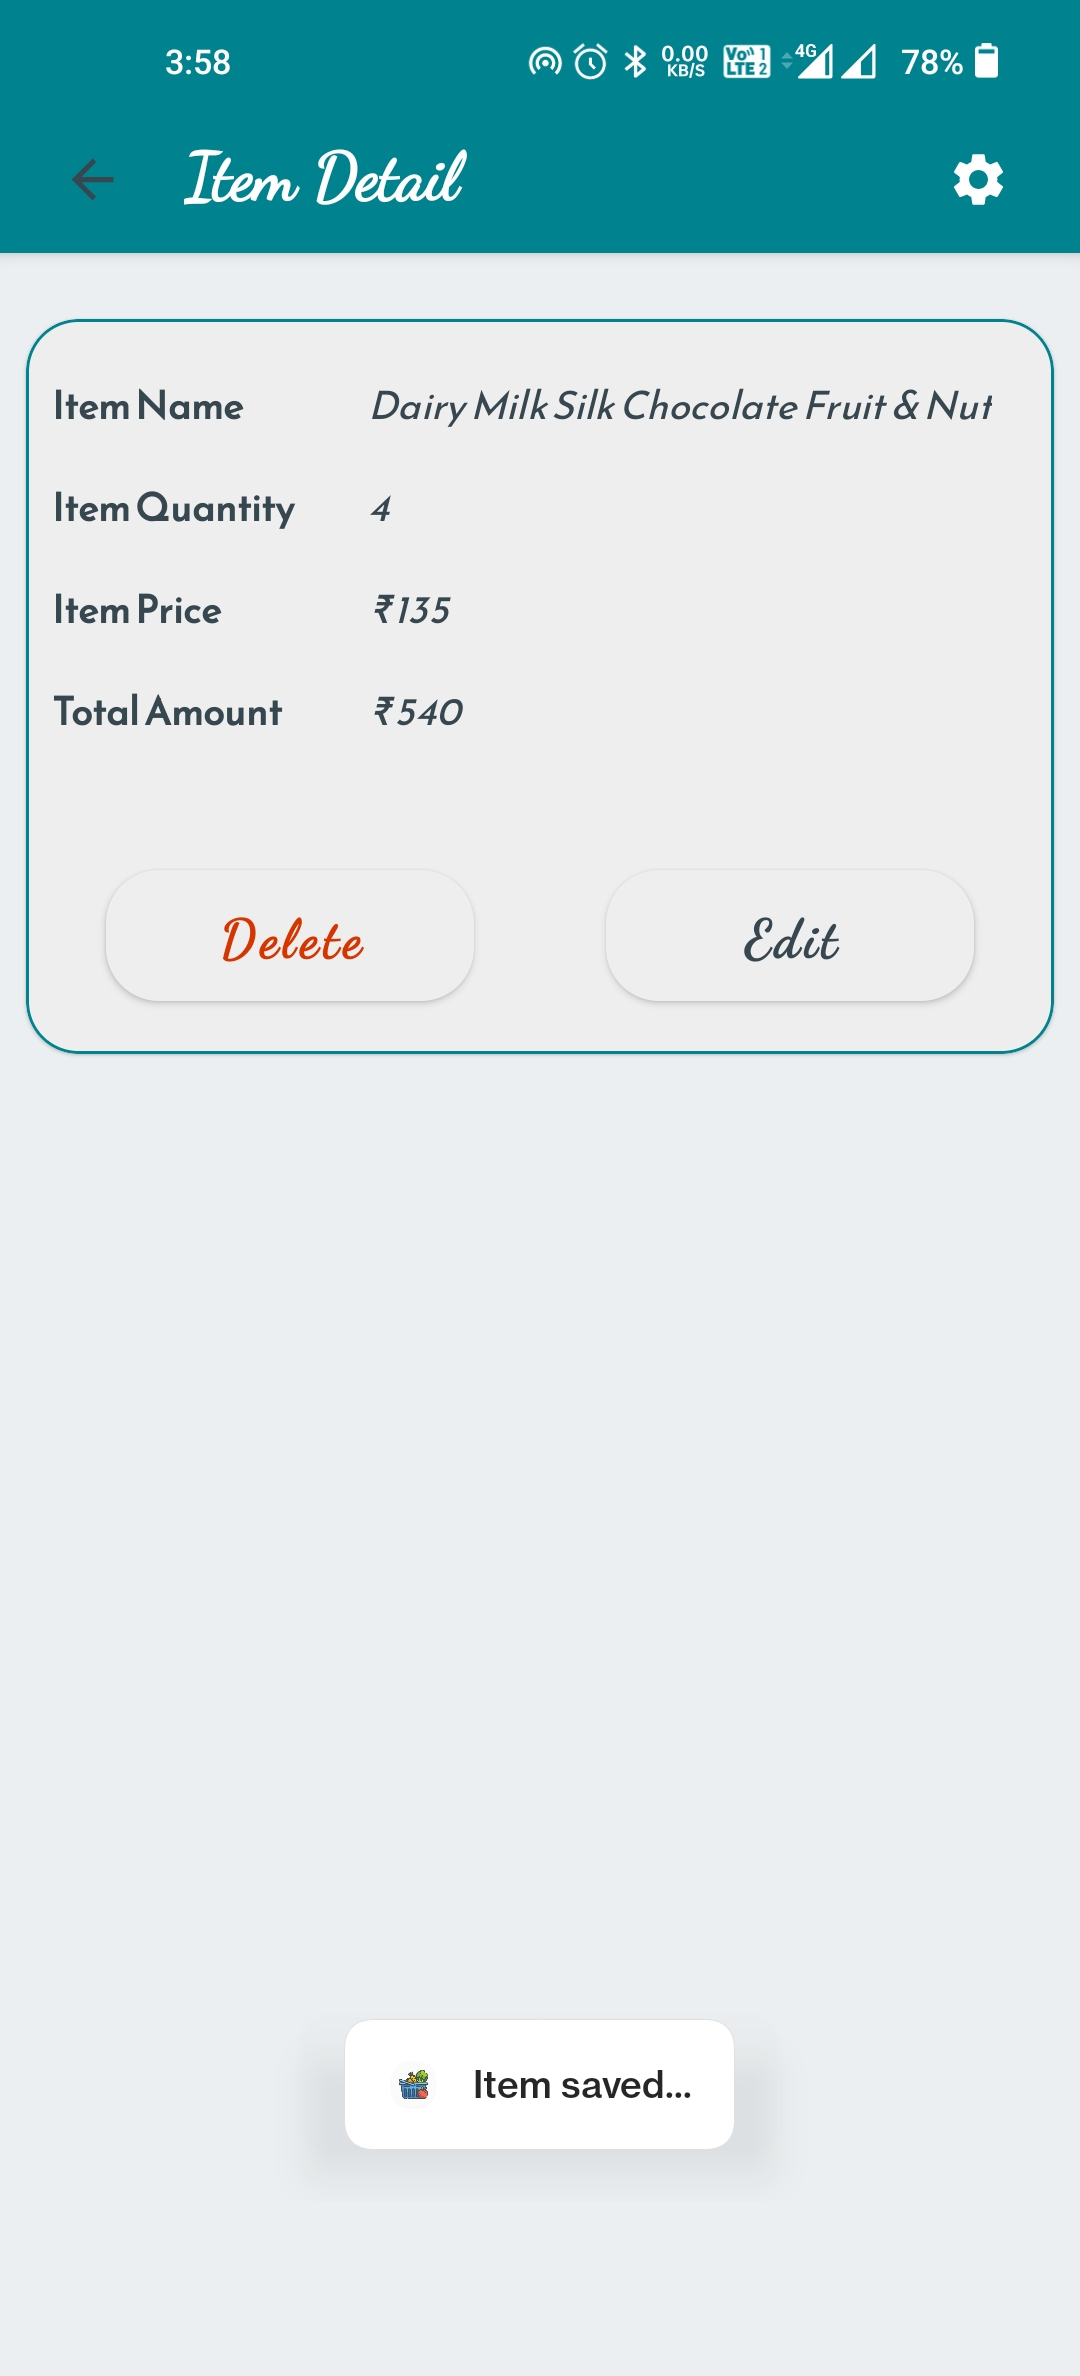 3:58 0.00 KB/S Vo 1 LTE 2 4G 78%
Item Detail
Item Name Dairy Milk Silk Chocolate Fruit & Nut
Item Quantity 4
Item Price ₹135
Total Amount ₹540
Delete Edit
Item saved...